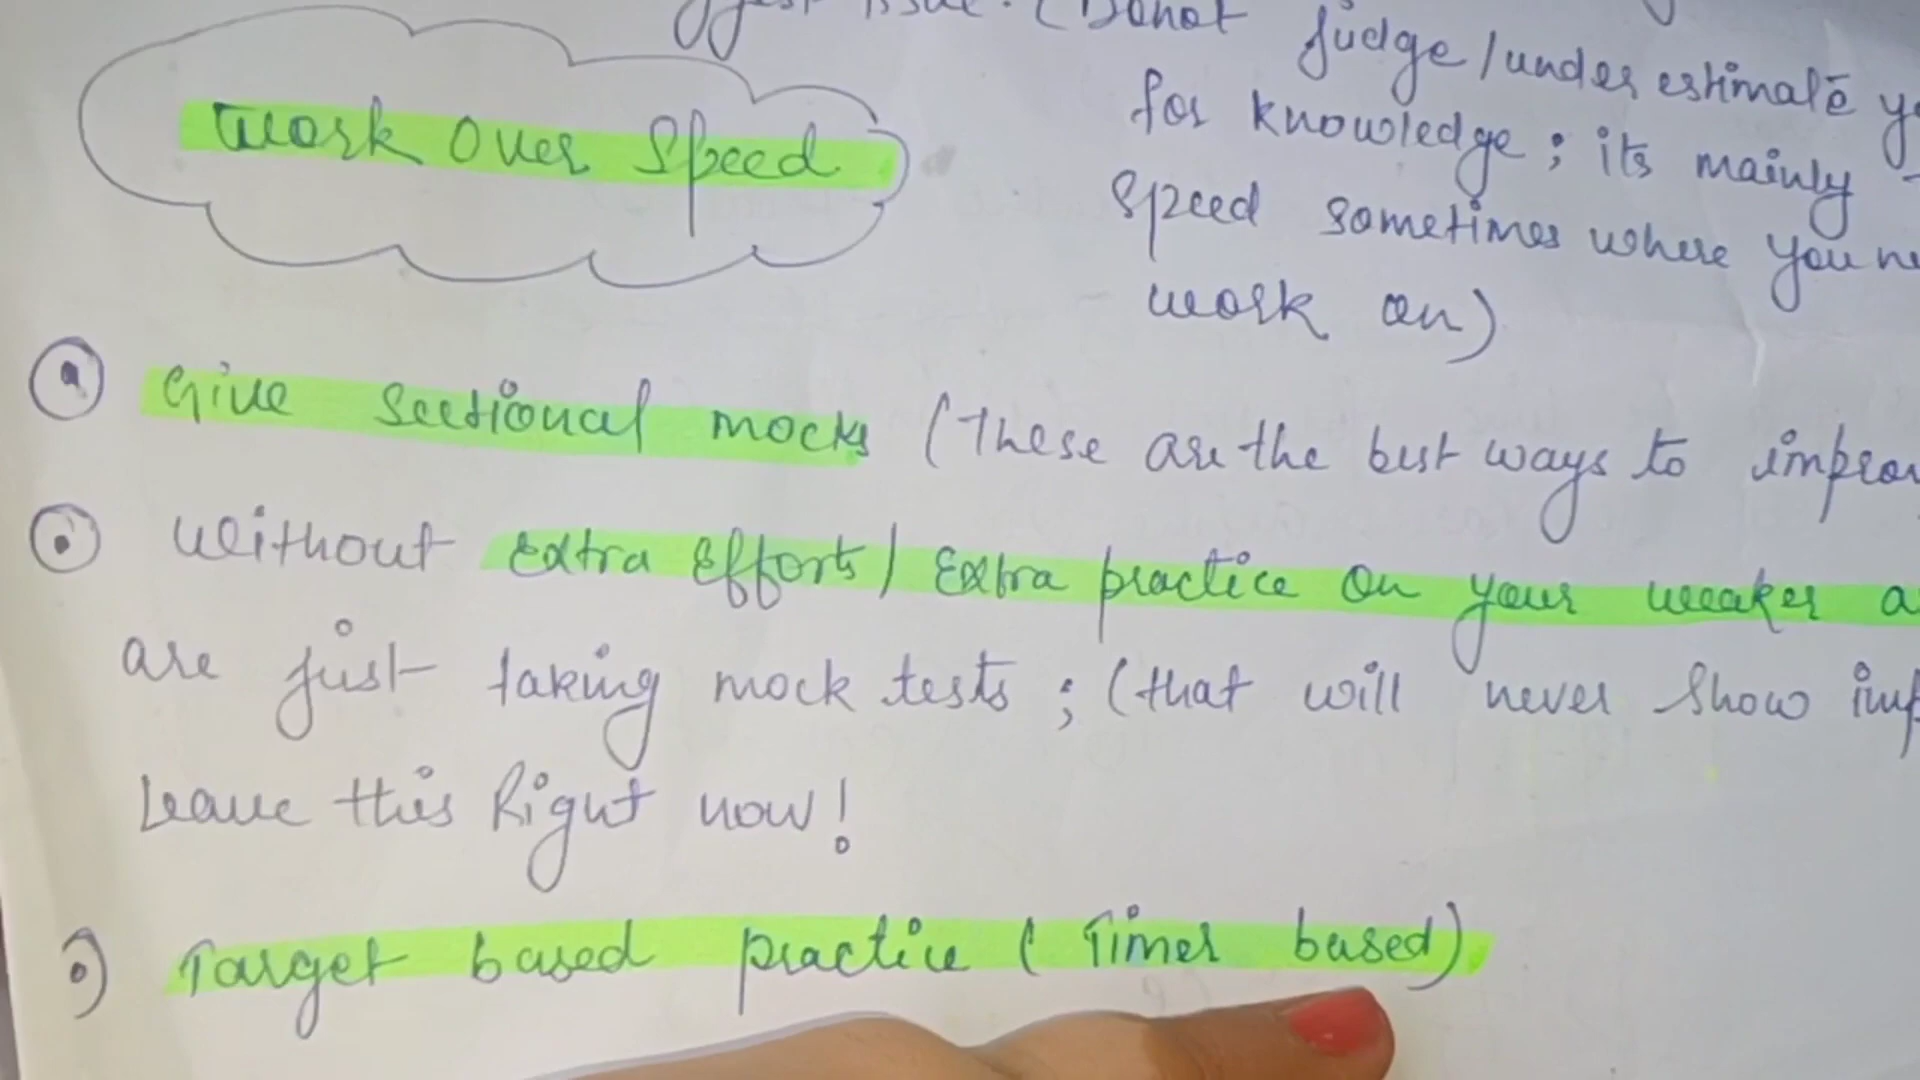 issue. (Donot judge/underestimate
for knowledge; its mainly
speed sometimes where you
work on)
Work Over Speed
Give Sectional mocks (These are the best ways to
Without Extra Efforts/ Extra practice on your weaker
are just taking mock tests ; (that will never show
Leave this Right now!
Target based practice ( Timer based)